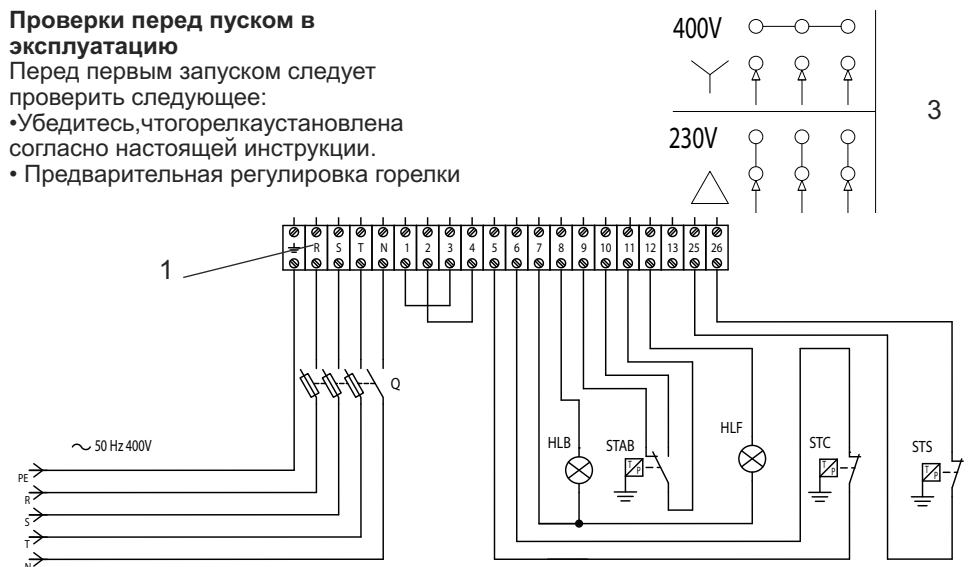 Проверки перед пуском в
эксплуатацию
Перед первым запуском следует
проверить следующее:
•Убедитесь,чтогорелкаустановлена
согласно настоящей инструкции.
• Предварительная регулировка горелки
400V
230V
3
R S T N 1 2 3 4 5 6 7 8 9 10 11 12 13 25 26
1
Q
50 Hz 400V
HLB STAB HLF STC STS
T P T P T P
PE
R
S
T
N